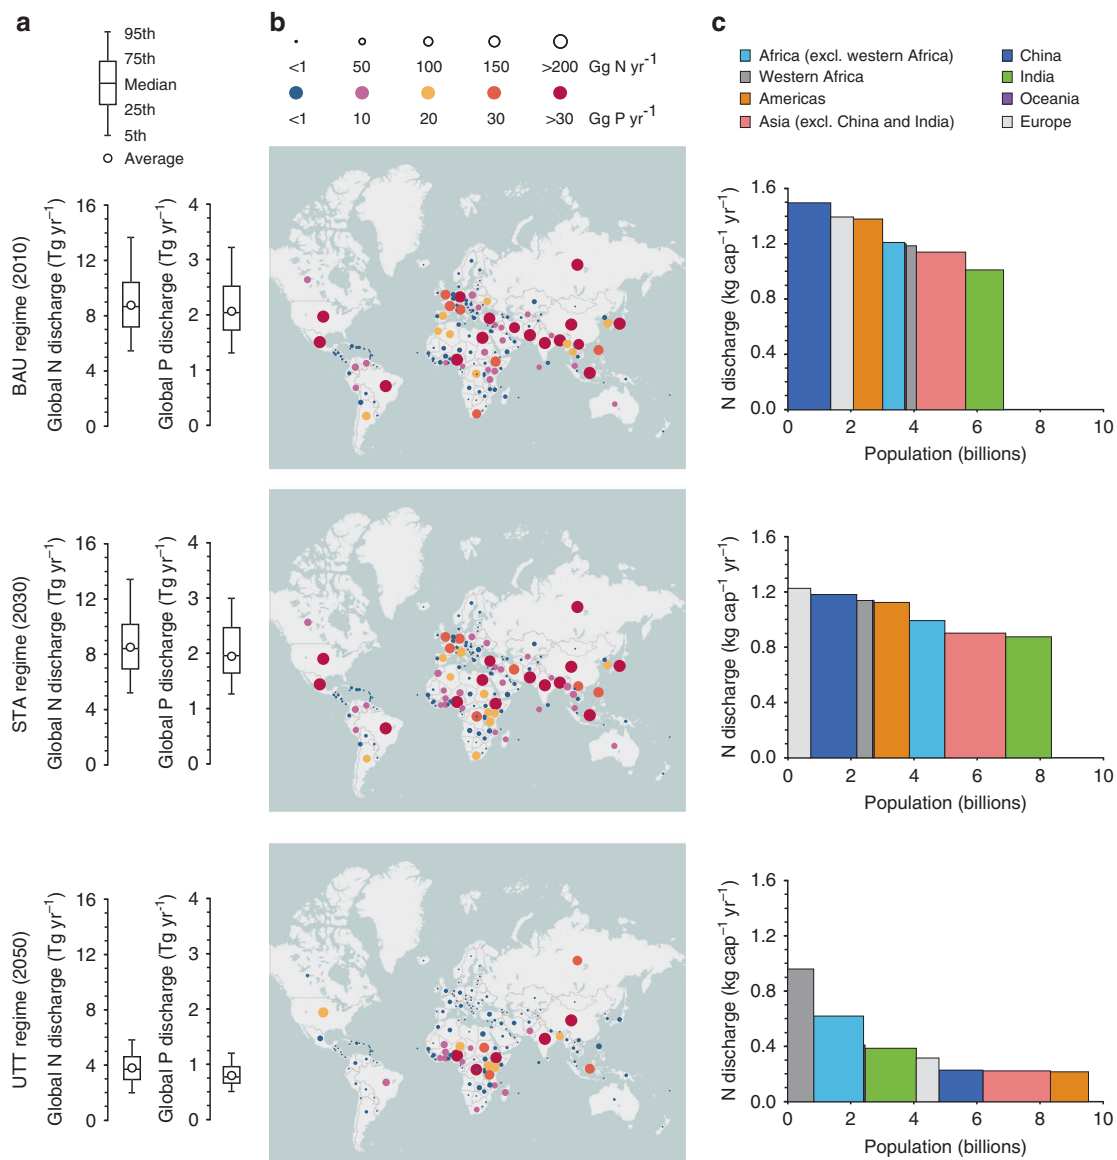 a
95th
75th
Median
25th
5th
Average
b
<1 50 100 150 >200 Gg N yr⁻¹
<1 10 20 30 >30 Gg P yr⁻¹
c
Africa (excl. western Africa)
Western Africa
Americas
Asia (excl. China and India)
China
India
Oceania
Europe
BAU regime (2010)
Global N discharge (Tg yr⁻¹)
16
12
8
4
0
Global P discharge (Tg yr⁻¹)
4
3
2
1
0
N discharge (kg cap⁻¹ yr⁻¹)
1.6
1.2
0.8
0.4
0.0
0 2 4 6 8 10
Population (billions)
STA regime (2030)
Global N discharge (Tg yr⁻¹)
16
12
8
4
0
Global P discharge (Tg yr⁻¹)
4
3
2
1
0
N discharge (kg cap⁻¹ yr⁻¹)
1.6
1.2
0.8
0.4
0.0
0 2 4 6 8 10
Population (billions)
UTT regime (2050)
Global N discharge (Tg yr⁻¹)
16
12
8
4
0
Global P discharge (Tg yr⁻¹)
4
3
2
1
0
N discharge (kg cap⁻¹ yr⁻¹)
1.6
1.2
0.8
0.4
0.0
0 2 4 6 8 10
Population (billions)